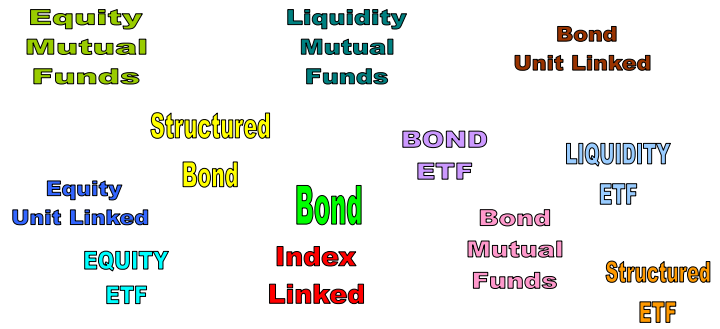 Equity
Mutual
Funds
Liquidity
Mutual
Funds
Bond
Unit Linked
Structured
Bond
BOND
ETF
LIQUIDITY
ETF
Equity
Unit Linked
Bond
Bond
Mutual
Funds
EQUITY
ETF
Index
Linked
Structured
ETF